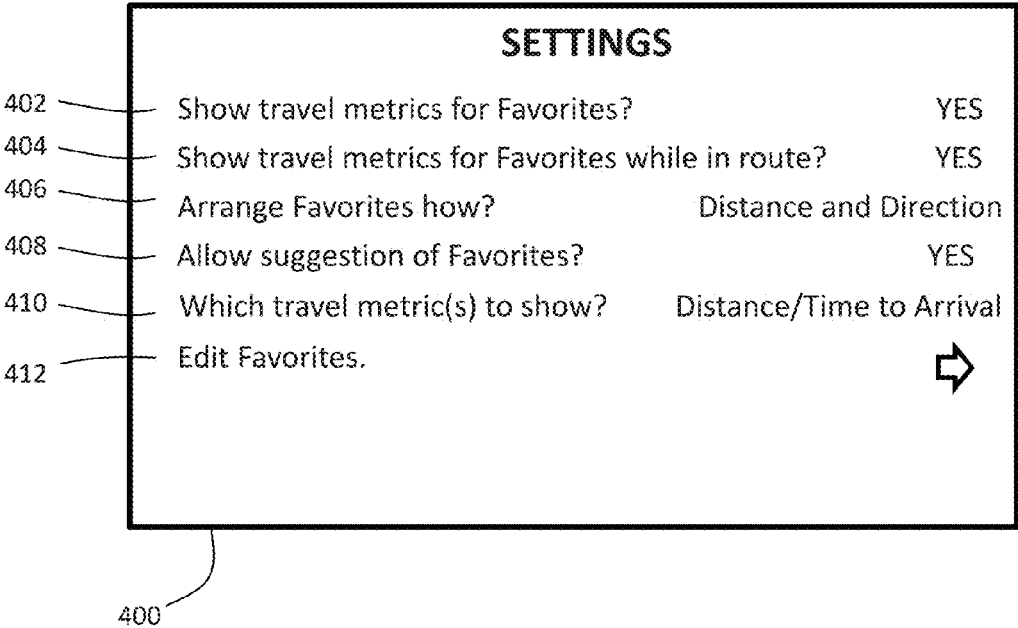 SETTINGS
402 Show travel metrics for Favorites? YES
404 Show travel metrics for Favorites while in route? YES
406 Arrange Favorites how? Distance and Direction
408 Allow suggestion of Favorites? YES
410 Which travel metric(s) to show? Distance/Time to Arrival
412 Edit Favorites.
400